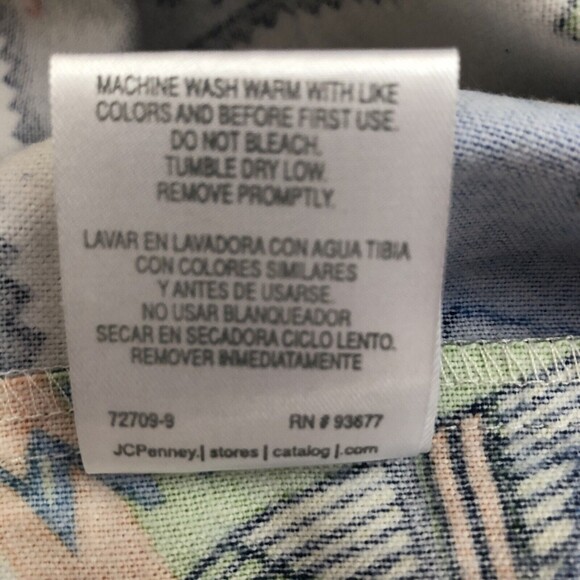 MACHINE WASH WARM WITH LIKE
COLORS AND BEFORE FIRST USE.
DO NOT BLEACH.
TUMBLE DRY LOW.
REMOVE PROMPTLY.
LAVAR EN LAVADORA CON AGUA TIBIA
CON COLORES SIMILARES
Y ANTES DE USARSE.
NO USAR BLANQUEADOR
SECAR EN SECADORA CICLO LENTO.
REMOVER INMEDIATAMENTE
72709-9 RN # 93677
JCPenney | stores | catalog | .com